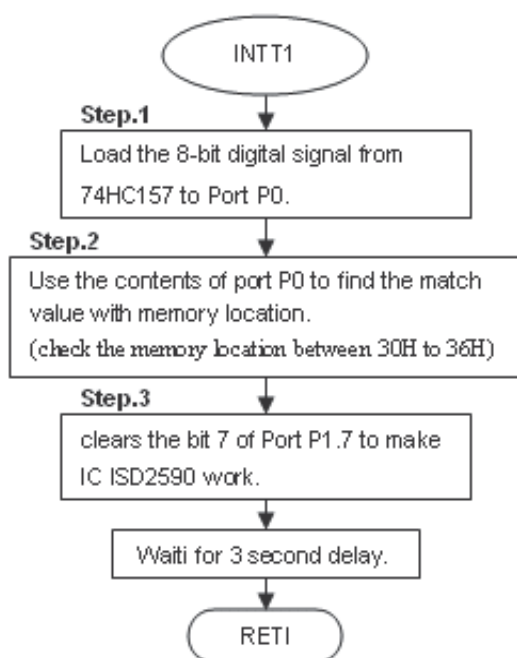 INTT1
Step.1
Load the 8-bit digital signal from
74HC157 to Port P0.
Step.2
Use the contents of port P0 to find the match
value with memory location.
(check the memory location between 30H to 36H)
Step.3
clears the bit 7 of Port P1.7 to make
IC ISD2590 work.
Waiti for 3 second delay.
RETI